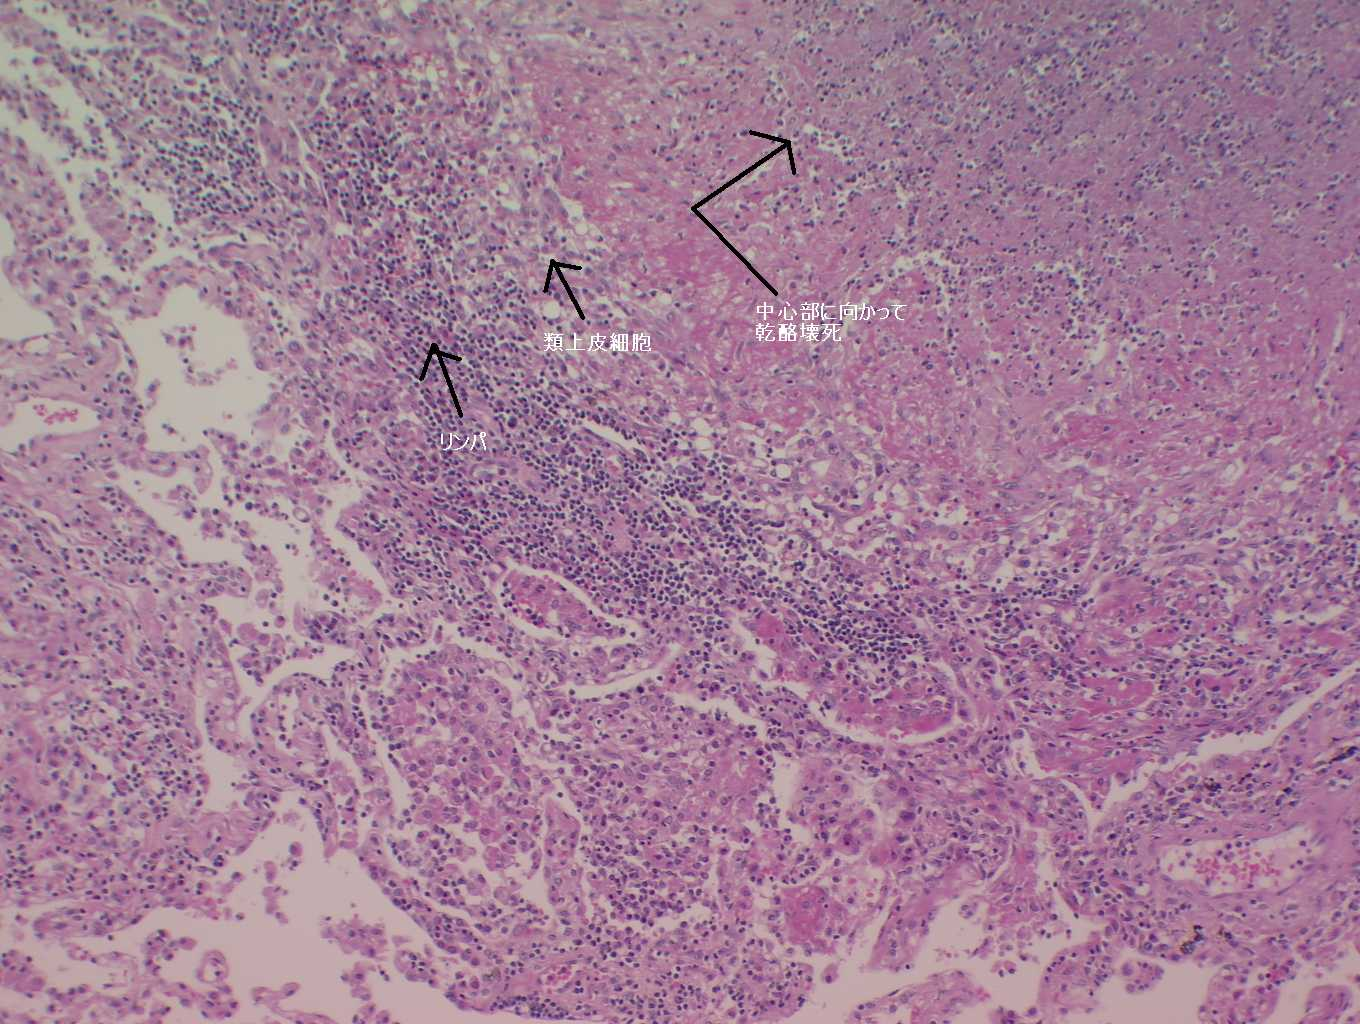 中心部に向かって
乾酪壊死
類上皮細胞
リンパ